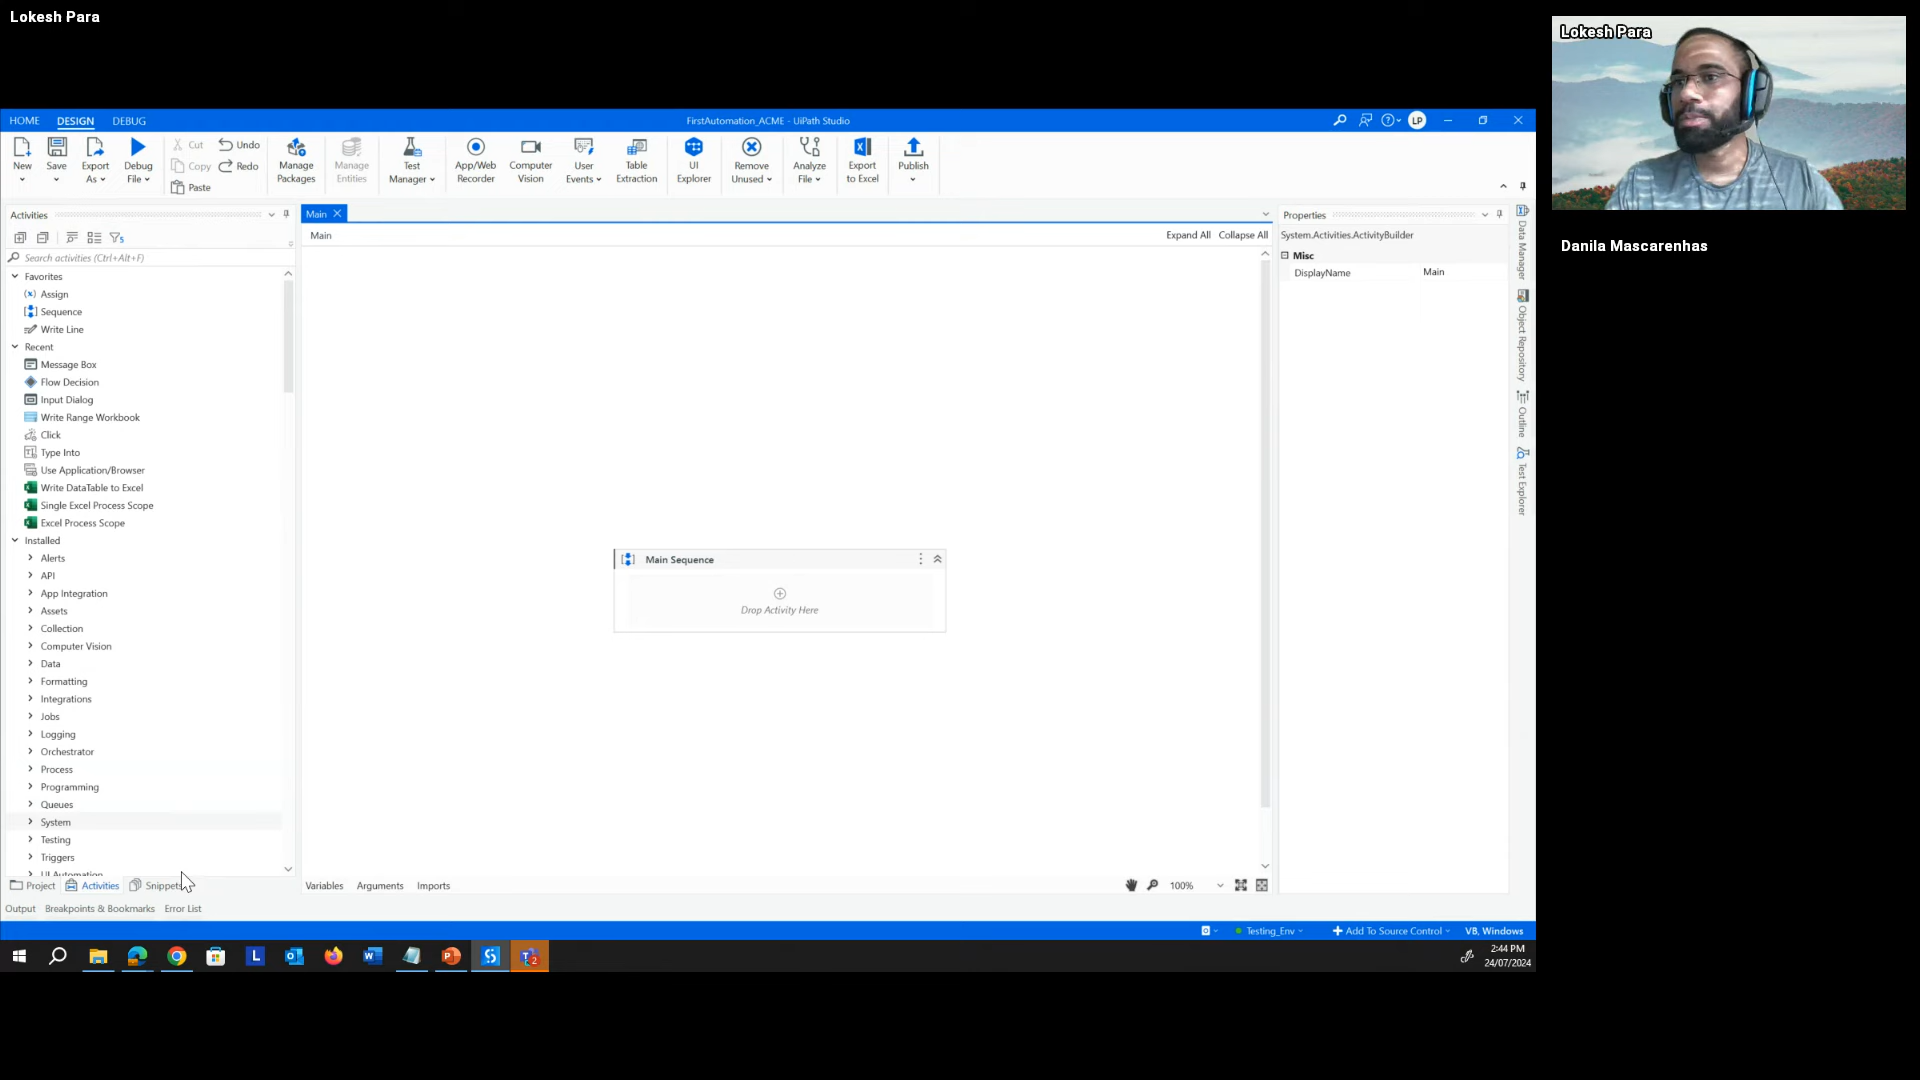 Lokesh Para
Lokesh Para
Danila Mascarenhas
HOME DESIGN DEBUG
FirstAutomation_ACME - UiPath Studio
LP
New
Save
Export As
Debug File
Cut
Copy
Paste
Undo
Redo
Manage Packages
Manage Entities
Test Manager
App/Web Recorder
Computer Vision
User Events
Table Extraction
UI Explorer
Remove Unused
Analyze File
Export to Excel
Publish
Activities
Search activities (Ctrl+Alt+F)
Favorites
Assign
Sequence
Write Line
Recent
Message Box
Flow Decision
Input Dialog
Write Range Workbook
Click
Type Into
Use Application/Browser
Write DataTable to Excel
Single Excel Process Scope
Excel Process Scope
Installed
Alerts
API
App Integration
Assets
Collection
Computer Vision
Data
Formatting
Integrations
Jobs
Logging
Orchestrator
Process
Programming
Queues
System
Testing
Triggers
UI Automation
Project Activities Snippets
Main
Main
Expand All Collapse All
Main Sequence
Drop Activity Here
Variables Arguments Imports
100%
Properties
System.Activities.ActivityBuilder
Misc
DisplayName Main
Data Manager
Object Repository
Outline
Test Explorer
Output Breakpoints & Bookmarks Error List
Testing_Env Add To Source Control VB, Windows
2:44 PM
24/07/2024